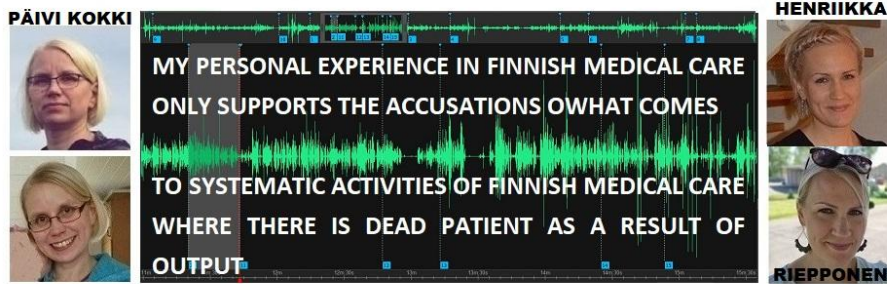 PÄIVI KOKKI
HENRIIKKA
MY PERSONAL EXPERIENCE IN FINNISH MEDICAL CARE
ONLY SUPPORTS THE ACCUSATIONS OWHAT COMES
TO SYSTEMATIC ACTIVITIES OF FINNISH MEDICAL CARE
WHERE THERE IS DEAD PATIENT AS A RESULT OF
OUTPUT
RIEPPONEN